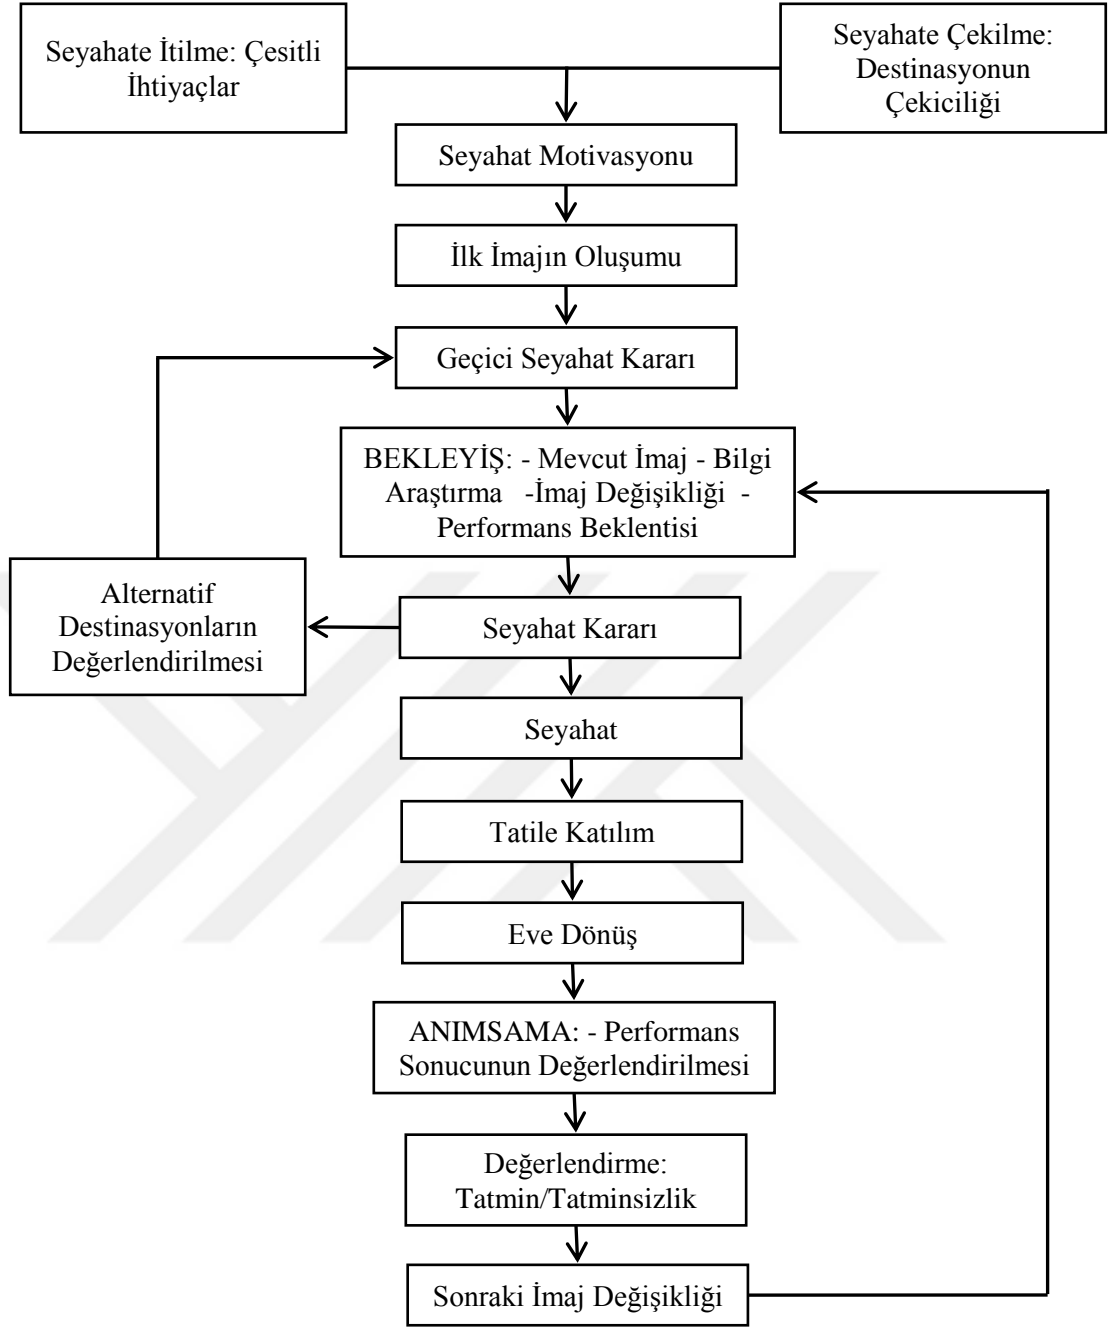 Seyahate İtilme: Çesitli
İhtiyaçlar
Seyahate Çekilme:
Destinasyonun
Çekiciliği
Seyahat Motivasyonu
İlk İmajın Oluşumu
Geçici Seyahat Kararı
BEKLEYİŞ: - Mevcut İmaj - Bilgi
Araştırma -İmaj Değişikliği -
Performans Beklentisi
Alternatif
Destinasyonların
Değerlendirilmesi
Seyahat Kararı
Seyahat
Tatile Katılım
Eve Dönüş
ANIMSAMA: - Performans
Sonucunun Değerlendirilmesi
Değerlendirme:
Tatmin/Tatminsizlik
Sonraki İmaj Değişikliği